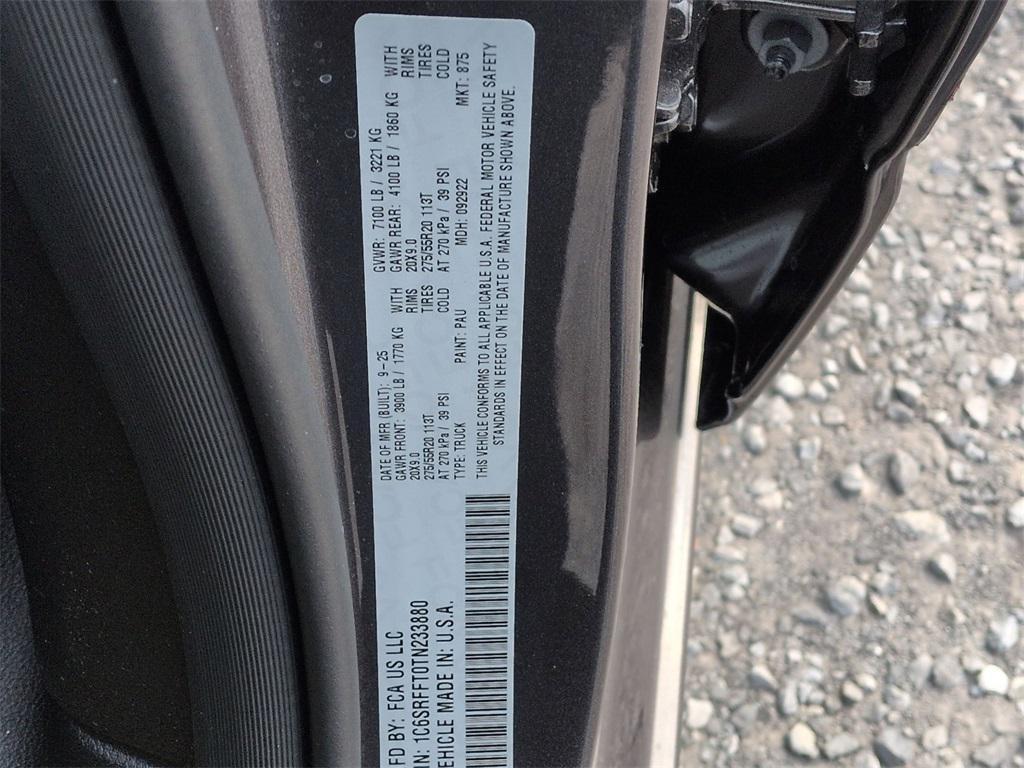 FD BY: FCA US LLC
DATE OF MFR (BUILT): 9-25
GVWR: 7100 LB / 3221 KG
GAWR FRONT: 3900 LB / 1770 KG WITH
20X9.0 RIMS
275/55R20 113T TIRES
AT 270 kPa / 39 PSI COLD
GAWR REAR: 4100 LB / 1860 KG WITH
20X9.0 RIMS
275/55R20 113T TIRES
AT 270 kPa / 39 PSI COLD
IN: 1C6SRFFT0TN233880
TYPE: TRUCK PAINT: PAU MDH: 092922 MKT: 875
EHICLE MADE IN: U.S.A.
THIS VEHICLE CONFORMS TO ALL APPLICABLE U.S.A. FEDERAL MOTOR VEHICLE SAFETY
STANDARDS IN EFFECT ON THE DATE OF MANUFACTURE SHOWN ABOVE.